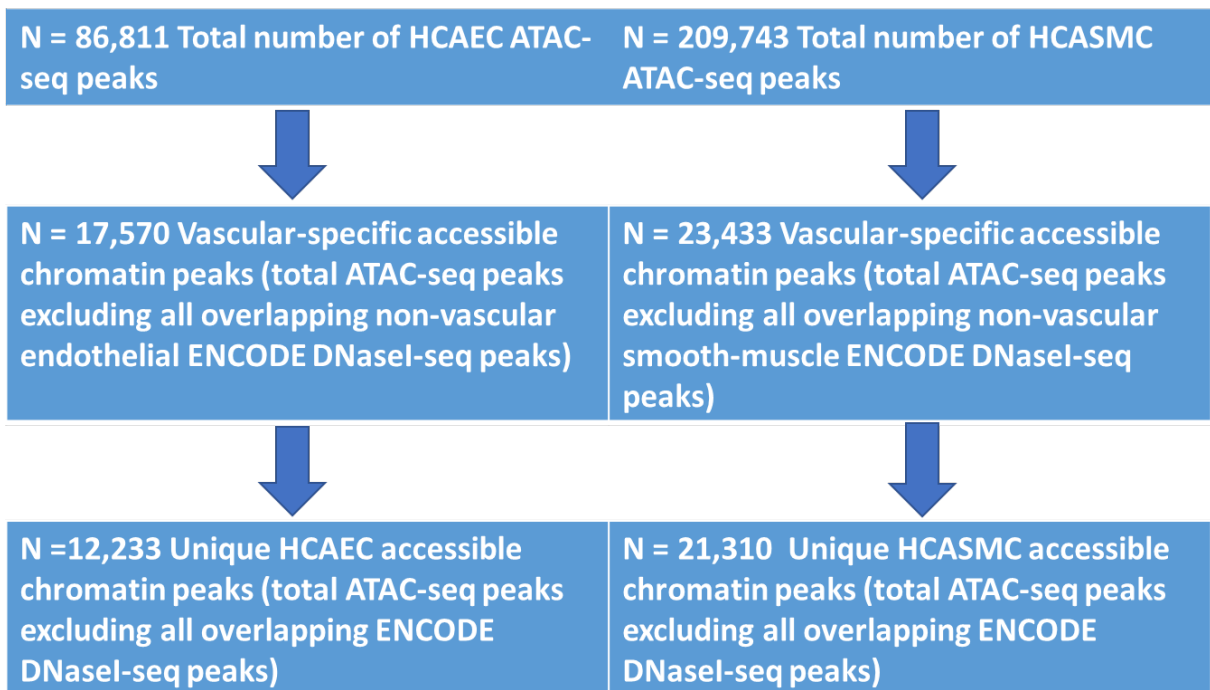 N = 86,811 Total number of HCAEC ATAC-
seq peaks
N = 209,743 Total number of HCASMC
ATAC-seq peaks
N = 17,570 Vascular-specific accessible
chromatin peaks (total ATAC-seq peaks
excluding all overlapping non-vascular
endothelial ENCODE DNaseI-seq peaks)
N = 23,433 Vascular-specific accessible
chromatin peaks (total ATAC-seq peaks
excluding all overlapping non-vascular
smooth-muscle ENCODE DNaseI-seq
peaks)
N =12,233 Unique HCAEC accessible
chromatin peaks (total ATAC-seq peaks
excluding all overlapping ENCODE
DNaseI-seq peaks)
N = 21,310  Unique HCASMC accessible
chromatin peaks (total ATAC-seq peaks
excluding all overlapping ENCODE
DNaseI-seq peaks)